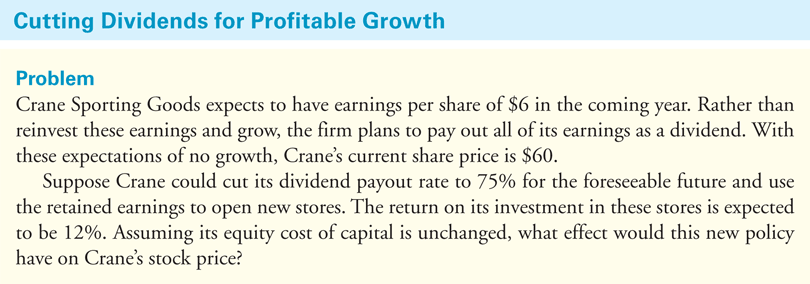 Cutting Dividends for Profitable Growth
Problem
Crane Sporting Goods expects to have earnings per share of $6 in the coming year. Rather than
reinvest these earnings and grow, the firm plans to pay out all of its earnings as a dividend. With
these expectations of no growth, Crane’s current share price is $60.
Suppose Crane could cut its dividend payout rate to 75% for the foreseeable future and use
the retained earnings to open new stores. The return on its investment in these stores is expected
to be 12%. Assuming its equity cost of capital is unchanged, what effect would this new policy
have on Crane’s stock price?